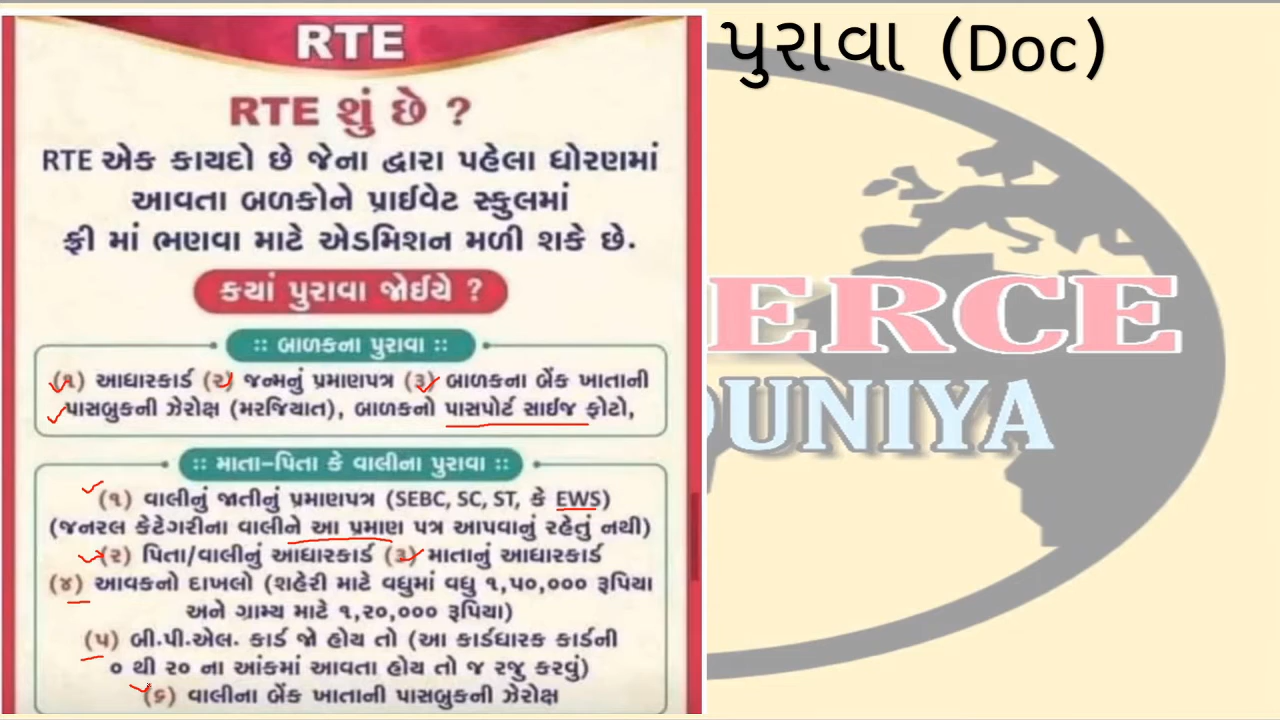 RTE
RTE શું છે ?
RTE એક કાયદો છે જેના દ્વારા પહેલા ધોરણમાં
આવતા બળકોને પ્રાઈવેટ સ્કુલમાં
ફ્રી માં ભણવા માટે એડમિશન મળી શકે છે.
કયાં પુરાવા જોઈયે ?
:: બાળકના પુરાવા ::
(૧) આધારકાર્ડ (૨) જન્મનું પ્રમાણપત્ર (૩) બાળકના બેંક ખાતાની
પાસબુકની ઝેરોક્ષ (મરજિયાત), બાળકનો પાસપોર્ટ સાઈજ ફોટો,
:: માતા-પિતા કે વાલીના પુરાવા ::
(૧) વાલીનું જાતીનું પ્રમાણપત્ર (SEBC, SC, ST, કે EWS)
(જનરલ કેટેગરીના વાલીને આ પ્રમાણ પત્ર આપવાનું રહેતું નથી)
(૨) પિતા/વાલીનું આધારકાર્ડ (૩) માતાનું આધારકાર્ડ
(૪) આવકનો દાખલો (શહેરી માટે વધુમાં વધુ ૧,૫૦,૦૦૦ રૂપિયા
અને ગ્રામ્ય માટે ૧,૨૦,૦૦૦ રૂપિયા)
(૫) બી.પી.એલ. કાર્ડ જો હોય તો (આ કાર્ડધારક કાર્ડની
૦ થી ૨૦ ના આંકમાં આવતા હોય તો જ રજુ કરવું)
(૬) વાલીના બેંક ખાતાની પાસબુકની ઝેરોક્ષ
પુરાવા (Doc)
ERCE
DUNIYA